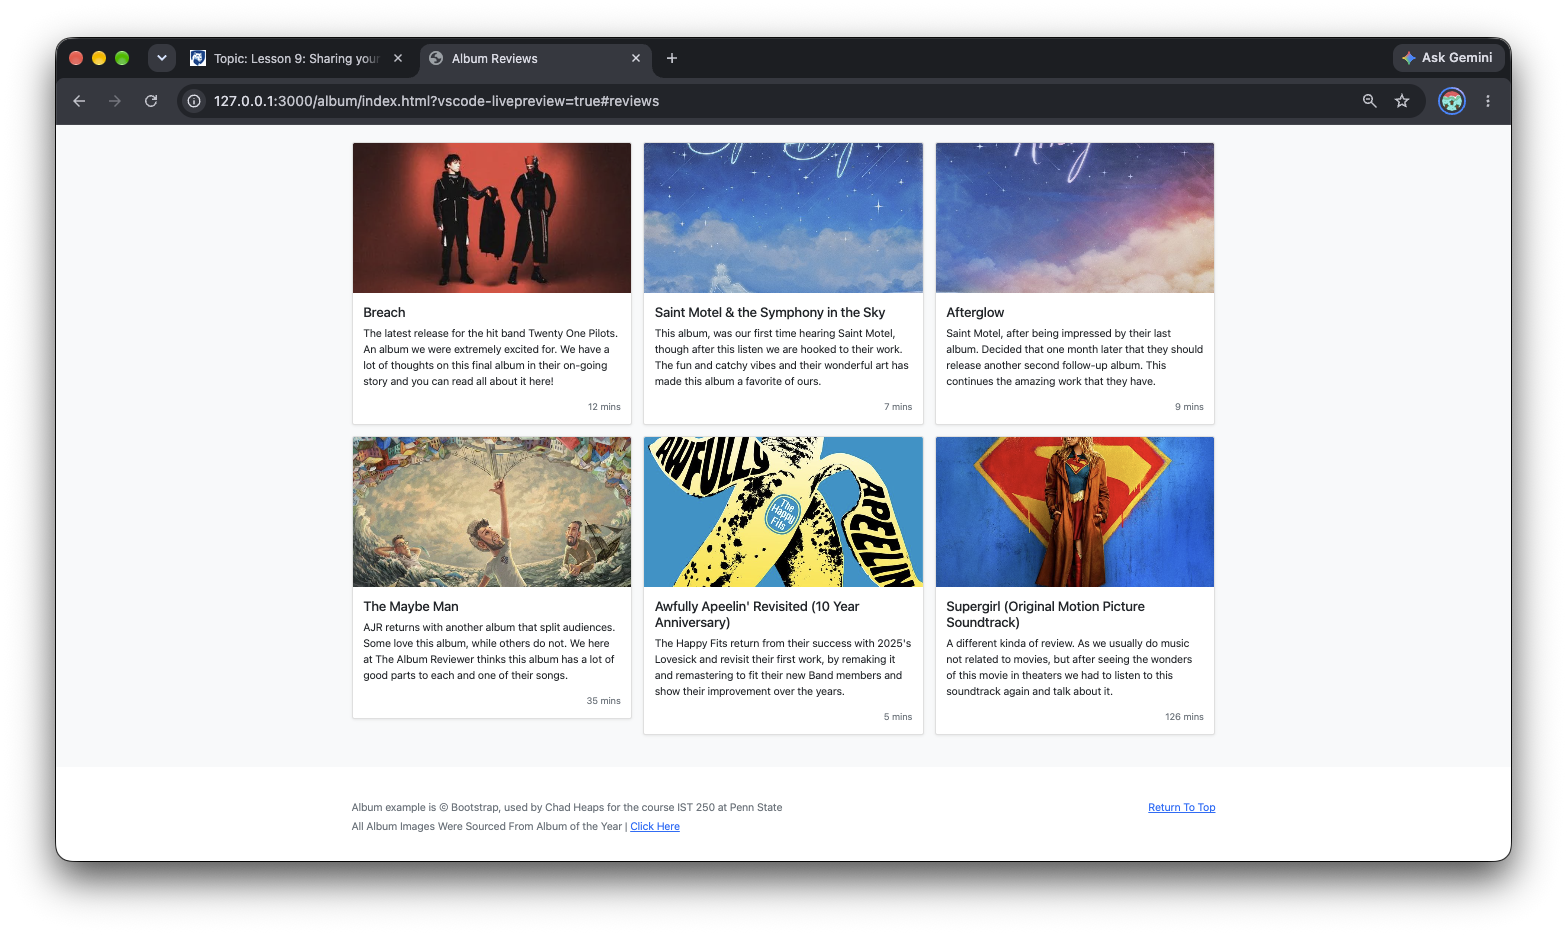 Topic: Lesson 9: Sharing your
Album Reviews
Ask Gemini
127.0.0.1:3000/album/index.html?vscode-livepreview=true#reviews
Breach
The latest release for the hit band Twenty One Pilots.
An album we were extremely excited for. We have a
lot of thoughts on this final album in their on-going
story and you can read all about it here!
12 mins
Saint Motel & the Symphony in the Sky
This album, was our first time hearing Saint Motel,
though after this listen we are hooked to their work.
The fun and catchy vibes and their wonderful art has
made this album a favorite of ours.
7 mins
Afterglow
Saint Motel, after being impressed by their last
album. Decided that one month later that they should
release another second follow-up album. This
continues the amazing work that they have.
9 mins
The Maybe Man
AJR returns with another album that split audiences.
Some love this album, while others do not. We here
at The Album Reviewer thinks this album has a lot of
good parts to each and one of their songs.
35 mins
AWFULLY
The
Happy
Fits
APEELIN
Awfully Apeelin' Revisited (10 Year
Anniversary)
The Happy Fits return from their success with 2025's
Lovesick and revisit their first work, by remaking it
and remastering to fit their new Band members and
show their improvement over the years.
5 mins
Supergirl (Original Motion Picture
Soundtrack)
A different kinda of review. As we usually do music
not related to movies, but after seeing the wonders
of this movie in theaters we had to listen to this
soundtrack again and talk about it.
126 mins
Album example is © Bootstrap, used by Chad Heaps for the course IST 250 at Penn State
Return To Top
All Album Images Were Sourced From Album of the Year | Click Here